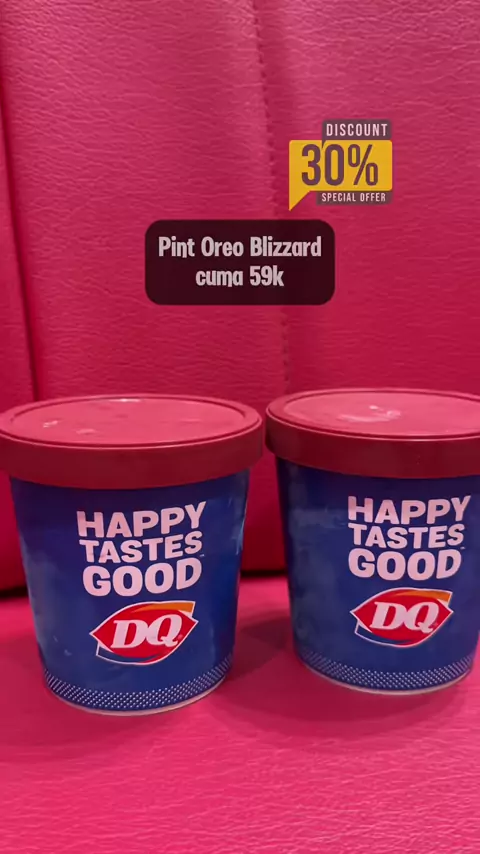 DISCOUNT
30%
SPECIAL OFFER
Pint Oreo Blizzard
cuma 59k
HAPPY
TASTES
GOOD
DQ
HAPPY
TASTES
GOOD
DQ